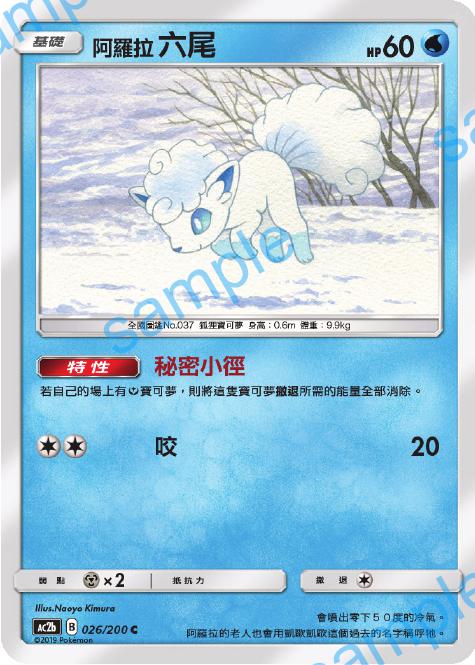 基礎 阿羅拉 六尾 HP60
全國圖鑑No.037 狐狸寶可夢 身高：0.6m 體重：9.9kg
特性 秘密小徑
若自己的場上有寶可夢，則將這隻寶可夢撤退所需的能量全部消除。
咬 20
弱點 ×2 抵抗力 撤退
Illus.Naoyo Kimura
AC2b B 026/200 C
©2019 Pokémon
會噴出零下５０度的冷氣。
阿羅拉的老人也會用凱歐凱歐這個過去的名字稱呼牠。
sample